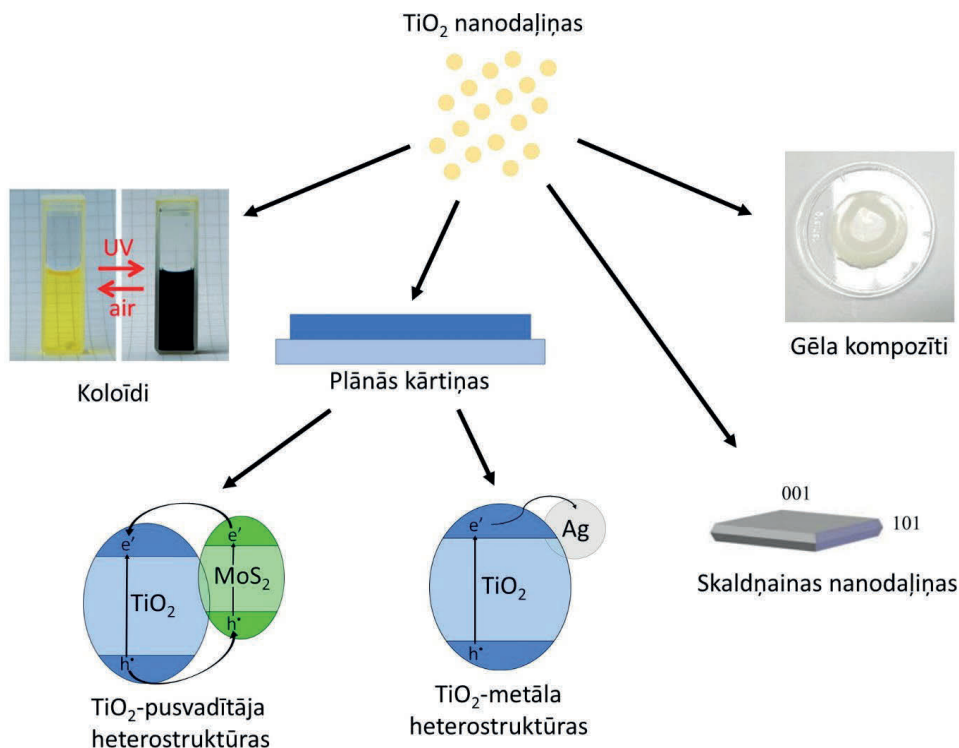 TiO₂ nanodaļiņas
UV
air
Koloīdi
Plānās kārtiņas
Gēla kompozīti
001
101
Skaldņainas nanodaļiņas
e′
e′
MoS₂
TiO₂
h•
h•
TiO₂-pusvadītāja
heterostruktūras
e′
Ag
TiO₂
h•
TiO₂-metāla
heterostruktūras